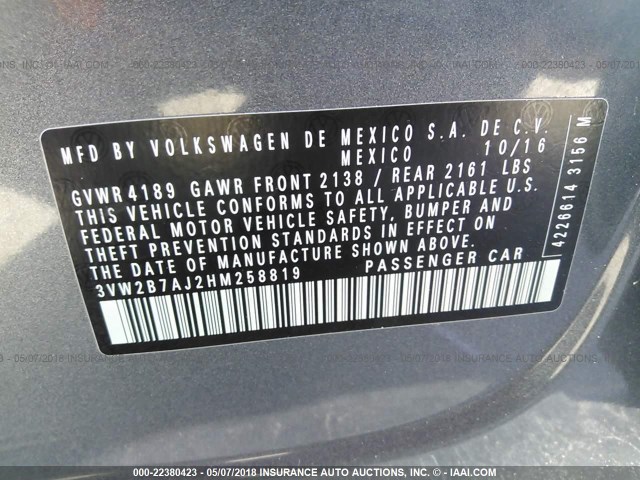 MFD BY VOLKSWAGEN DE MEXICO S.A. DE C.V.
MEXICO 10/16
GVWR 4189 GAWR FRONT 2138 / REAR 2161 LBS
THIS VEHICLE CONFORMS TO ALL APPLICABLE U.S.
FEDERAL MOTOR VEHICLE SAFETY, BUMPER AND
THEFT PREVENTION STANDARDS IN EFFECT ON
THE DATE OF MANUFACTURE SHOWN ABOVE.
3VW2B7AJ2HM258819 PASSENGER CAR
4226614 3156 M
000-22380423 - 05/07/2018 INSURANCE AUTO AUCTIONS, INC. - IAAI.COM